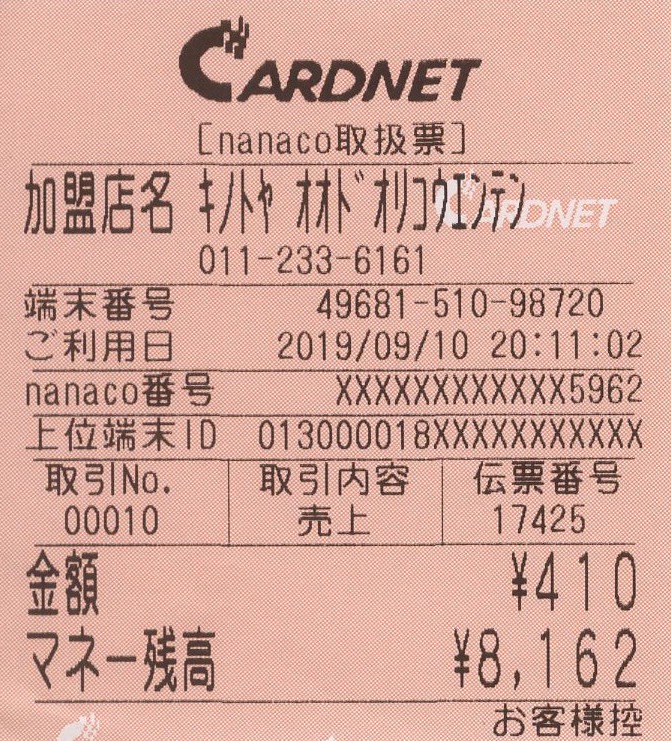 CARDNET
[nanaco取扱票]
加盟店名 キノトヤ オオドオリコウエンテン
CARDNET
011-233-6161
端末番号 49681-510-98720
ご利用日 2019/09/10 20:11:02
nanaco番号 XXXXXXXXXXXX5962
上位端末ID 013000018XXXXXXXXXXX
取引No. 取引内容 伝票番号
00010 売上 17425
金額 ¥410
マネー残高 ¥8,162
お客様控